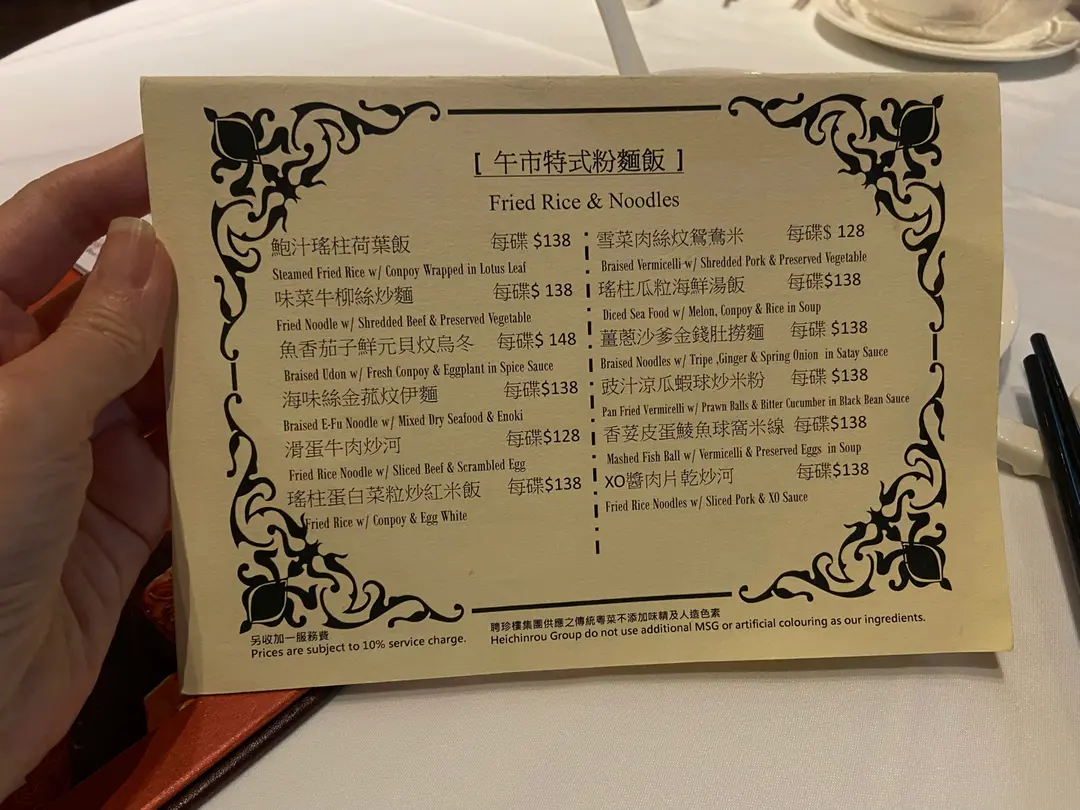 [ 午市特式粉麵飯 ]
Fried Rice & Noodles
鮑汁瑤柱荷葉飯 每碟 $138
Steamed Fried Rice w/ Conpoy Wrapped in Lotus Leaf
味菜牛柳絲炒麵 每碟$ 138
Fried Noodle w/ Shredded Beef & Preserved Vegetable
魚香茄子鮮元貝炆烏冬 每碟$ 148
Braised Udon w/ Fresh Conpoy & Eggplant in Spice Sauce
海味絲金菰炆伊麵 每碟$138
Braised E-Fu Noodle w/ Mixed Dry Seafood & Enoki
滑蛋牛肉炒河 每碟$128
Fried Rice Noodle w/ Sliced Beef & Scrambled Egg
瑤柱蛋白菜粒炒紅米飯 每碟$138
Fried Rice w/ Conpoy & Egg White
雪菜肉絲炆鴛鴦米 每碟$ 128
Braised Vermicelli w/ Shredded Pork & Preserved Vegetable
瑤柱瓜粒海鮮湯飯 每碟$138
Diced Sea Food w/ Melon, Conpoy & Rice in Soup
薑蔥沙爹金錢肚撈麵 每碟 $138
Braised Noodles w/ Tripe ,Ginger & Spring Onion in Satay Sauce
豉汁涼瓜蝦球炒米粉 每碟 $138
Pan Fried Vermicelli w/ Prawn Balls & Bitter Cucumber in Black Bean Sauce
香荽皮蛋鯪魚球窩米線 每碟$138
Mashed Fish Ball w/ Vermicelli & Preserved Eggs in Soup
XO醬肉片乾炒河 每碟$138
Fried Rice Noodles w/ Sliced Pork & XO Sauce
另收加一服務費
Prices are subject to 10% service charge.
聘珍樓集團供應之傳統粵菜不添加味精及人造色素
Heichinrou Group do not use additional MSG or artificial colouring as our ingredients.